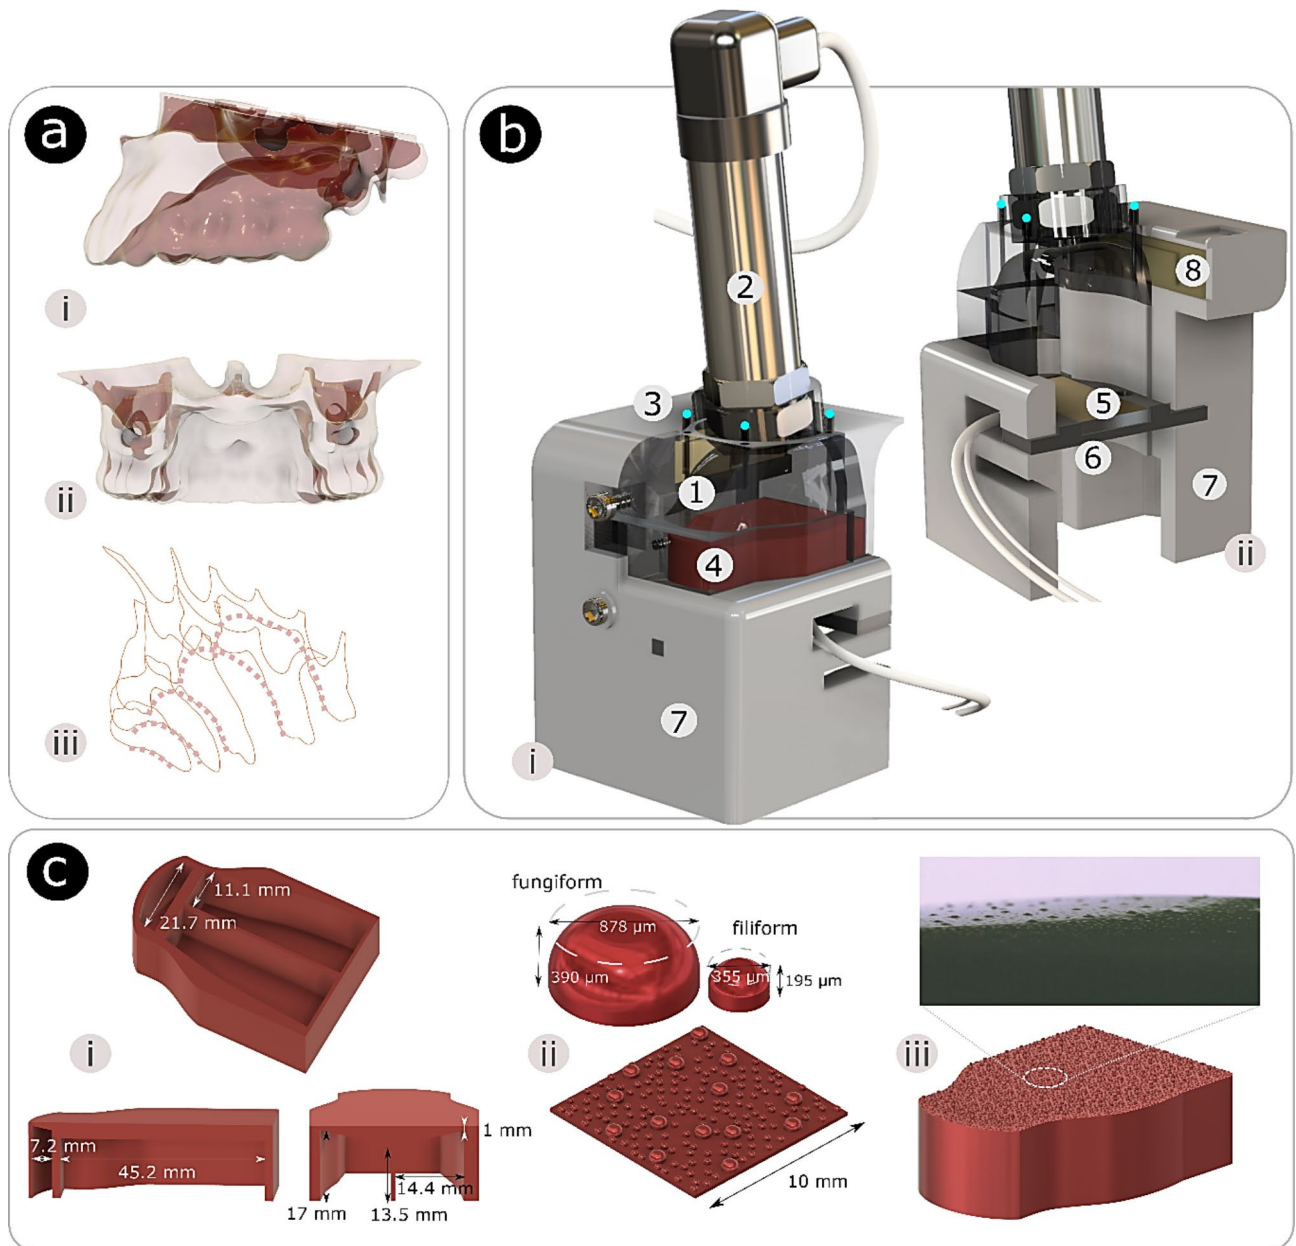 a
i
ii
iii
b
2
3
1
4
7
i
8
5
6
7
ii
c
11.1 mm
21.7 mm
i
7.2 mm
45.2 mm
1 mm
14.4 mm
17 mm
13.5 mm
fungiform
878 µm
390 µm
filiform
355 µm
195 µm
ii
10 mm
iii